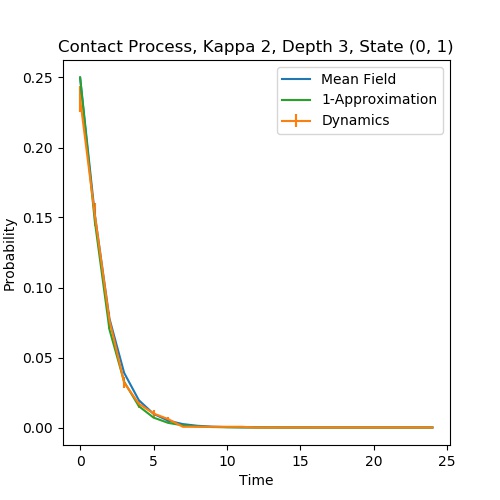 Contact Process, Kappa 2, Depth 3, State (0, 1)
Mean Field
1-Approximation
Dynamics
0.25
0.20
0.15
0.10
0.05
0.00
Probability
0 5 10 15 20 25
Time